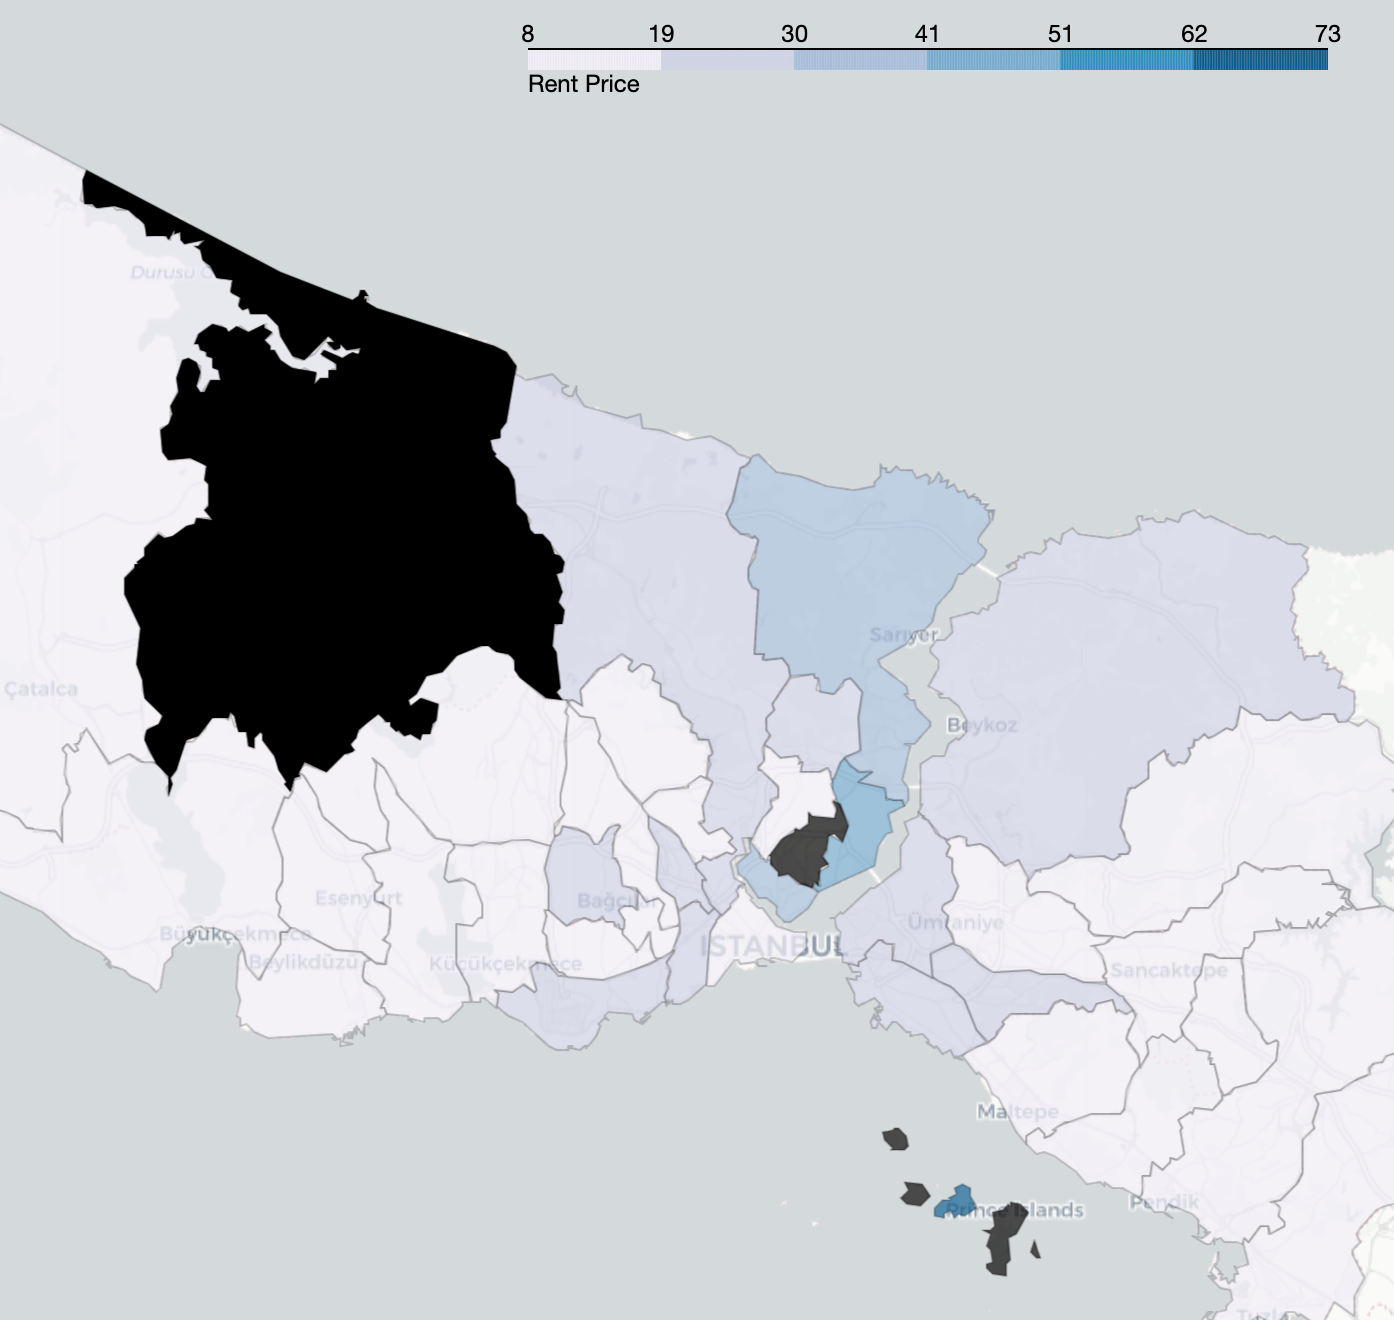 8 19 30 41 51 62 73
Rent Price
Durusu G
Sarıyer
Çatalca
Beykoz
Esenyurt
Bağcılar
Ümraniye
Büyükçekmece
ISTANBUL
Beylikdüzü
Küçükçekmece
Sancaktepe
Maltepe
Prince Islands
Pendik
Tuzla